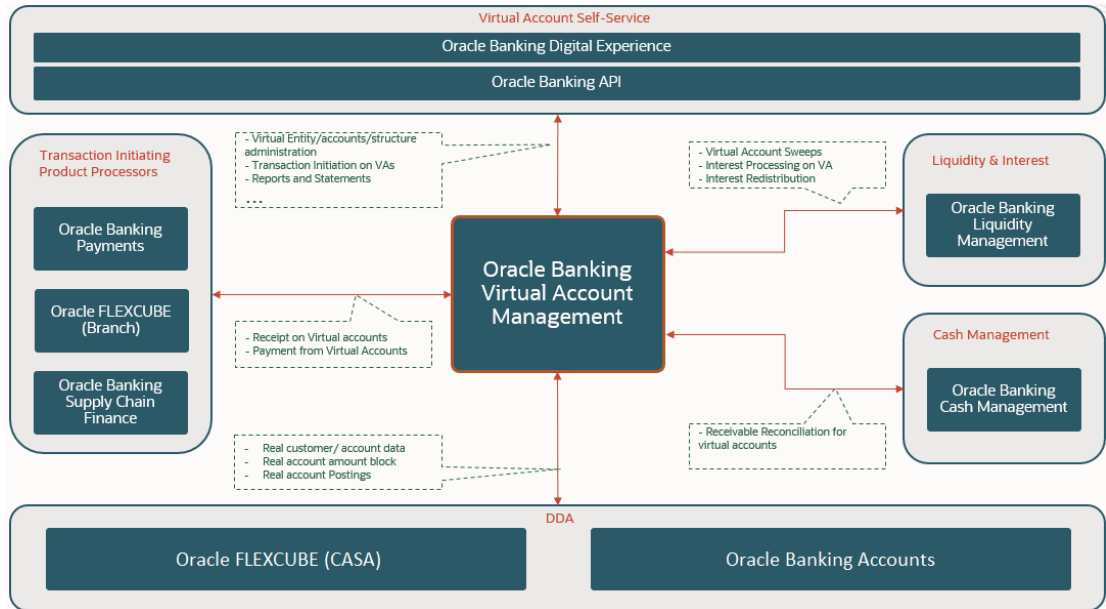 Virtual Account Self-Service
Oracle Banking Digital Experience
Oracle Banking API
- Virtual Entity/accounts/structure
administration
- Transaction Initiation on VAs
- Reports and Statements
...
- Virtual Account Sweeps
- Interest Processing on VA
- Interest Redistribution
Transaction Initiating
Product Processors
Oracle Banking
Payments
Oracle FLEXCUBE
(Branch)
Oracle Banking
Supply Chain
Finance
Liquidity & Interest
Oracle Banking
Liquidity
Management
Oracle Banking
Virtual Account
Management
- Receipt on Virtual accounts
- Payment from Virtual Accounts
Cash Management
Oracle Banking
Cash Management
- Receivable Reconciliation for
virtual accounts
- Real customer/ account data
- Real account amount block
- Real account Postings
DDA
Oracle FLEXCUBE (CASA)
Oracle Banking Accounts